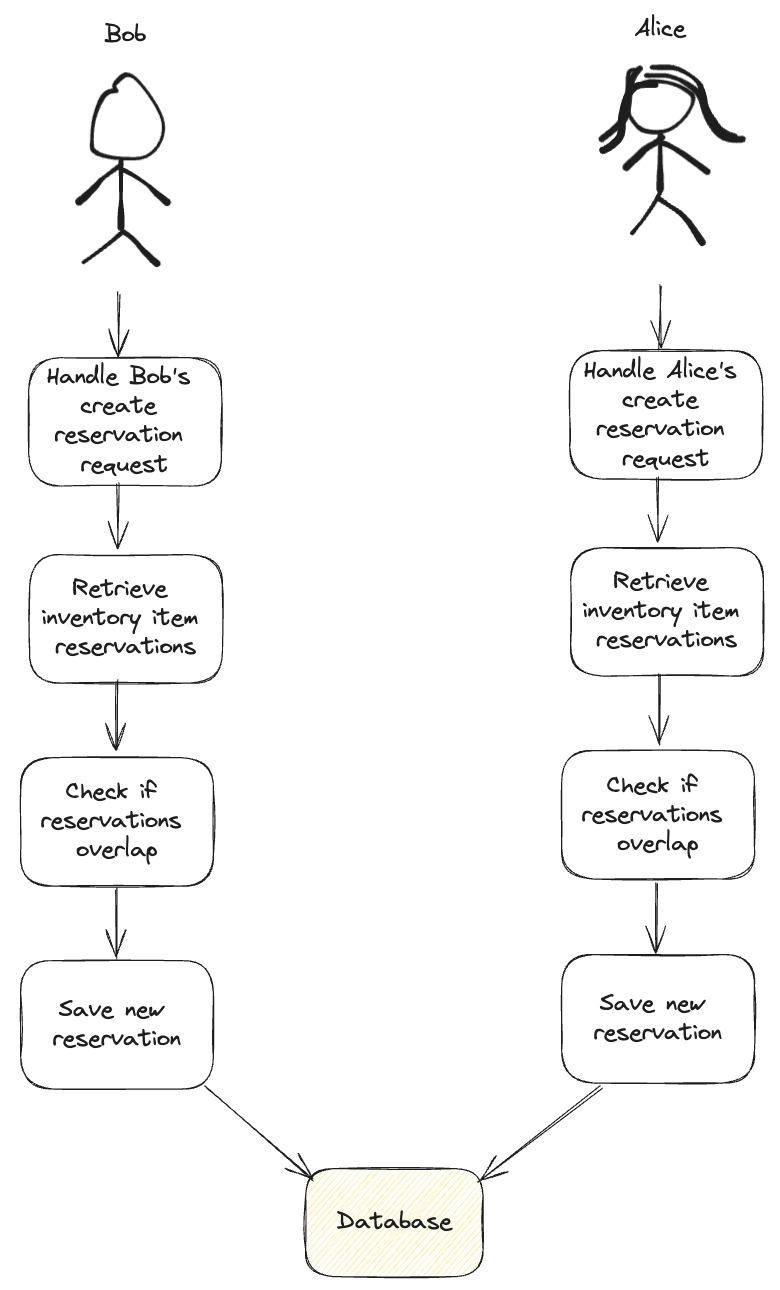 Bob
Handle Bob's
create
reservation
request
Retrieve
inventory item
reservations
Check if
reservations
overlap
Save new
reservation
Alice
Handle Alice's
create
reservation
request
Retrieve
inventory item
reservations
Check if
reservations
overlap
Save new
reservation
Database